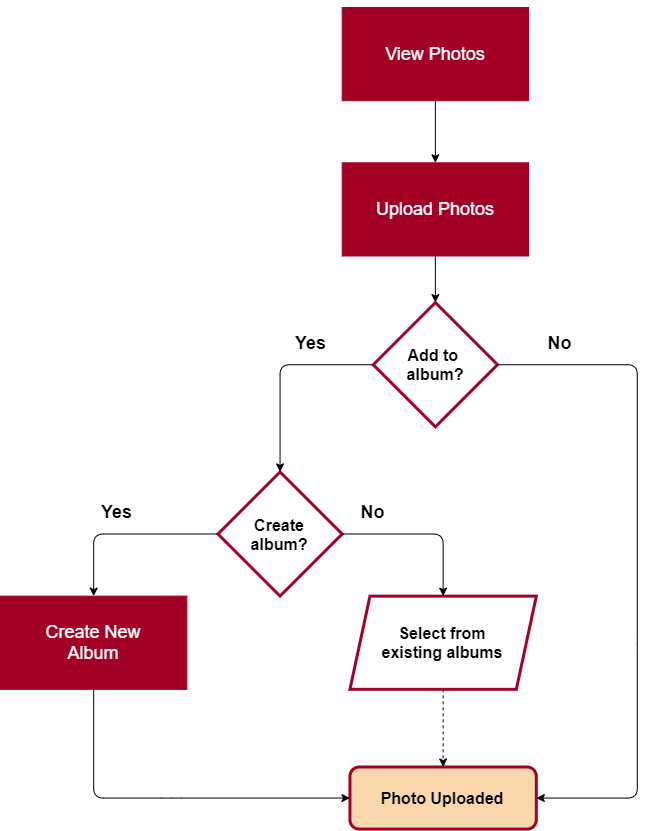 View Photos
Upload Photos
Yes
No
Add to
album?
Yes
No
Create
album?
Create New
Album
Select from
existing albums
Photo Uploaded